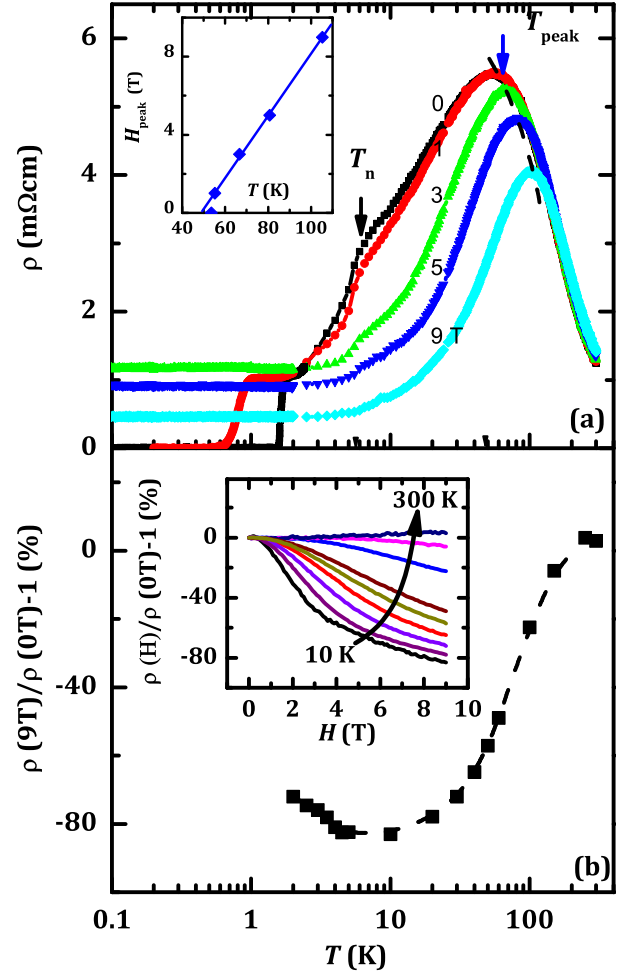 T_peak
6
4
2
0
ρ (mΩcm)
8
4
0
H_peak (T)
40
60
80
100
T (K)
T_n
0
1
3
5
9 T
(a)
0
-40
-80
ρ (9T)/ρ (0T)-1 (%)
0
-40
-80
ρ (H)/ρ (0T)-1 (%)
300 K
10 K
0 2 4 6 8 10
H (T)
(b)
0.1 1 10 100
T (K)